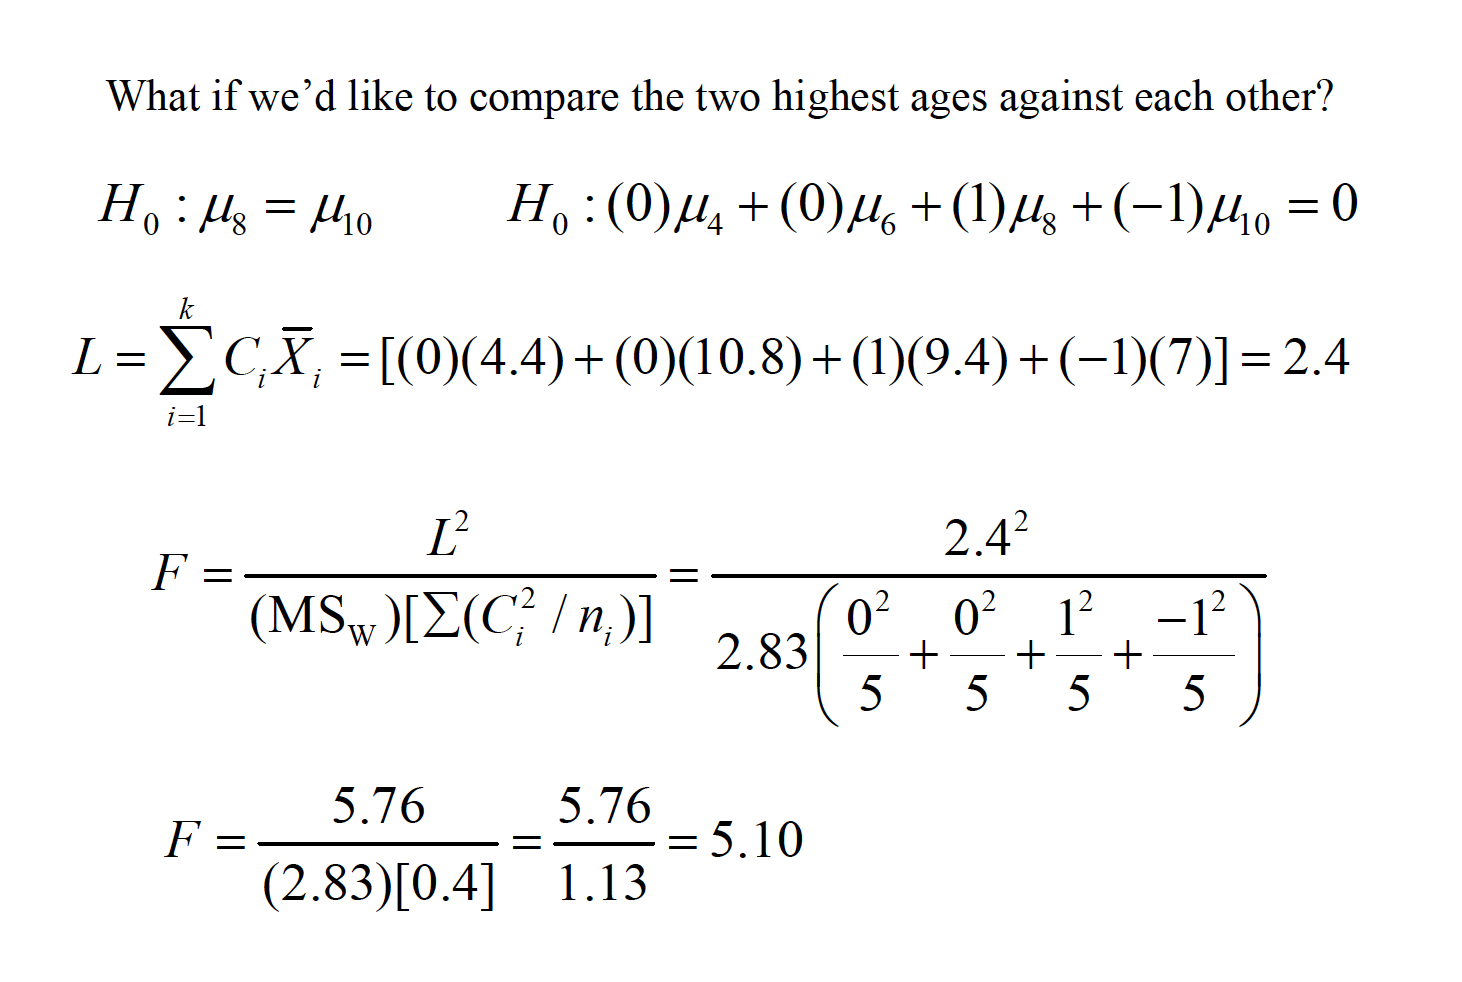 What if we’d like to compare the two highest ages against each other?
H₀ : μ₈ = μ₁₀    H₀ : (0)μ₄ + (0)μ₆ + (1)μ₈ + (−1)μ₁₀ = 0
L = ∑_{i=1}^{k} C_i X̄_i = [(0)(4.4) + (0)(10.8) + (1)(9.4) + (−1)(7)] = 2.4
F = L² / (MS_W)[∑(C_i² / n_i)] = 2.4² / 2.83(0²/5 + 0²/5 + 1²/5 + −1²/5)
F = 5.76 / (2.83)[0.4] = 5.76 / 1.13 = 5.10